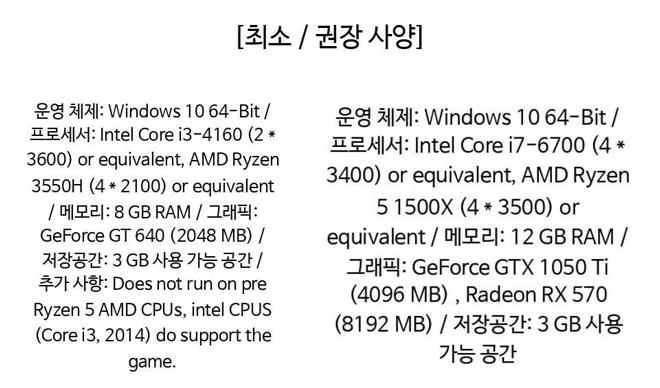 [최소 / 권장 사양]
운영 체제: Windows 10 64-Bit /
프로세서: Intel Core i3-4160 (2 *
3600) or equivalent, AMD Ryzen
3550H (4 * 2100) or equivalent
/ 메모리: 8 GB RAM / 그래픽:
GeForce GT 640 (2048 MB) /
저장공간: 3 GB 사용 가능 공간 /
추가 사항: Does not run on pre
Ryzen 5 AMD CPUs, intel CPUS
(Core i3, 2014) do support the
game.
운영 체제: Windows 10 64-Bit /
프로세서: Intel Core i7-6700 (4 *
3400) or equivalent, AMD Ryzen
5 1500X (4 * 3500) or
equivalent / 메모리: 12 GB RAM /
그래픽: GeForce GTX 1050 Ti
(4096 MB) , Radeon RX 570
(8192 MB) / 저장공간: 3 GB 사용
가능 공간